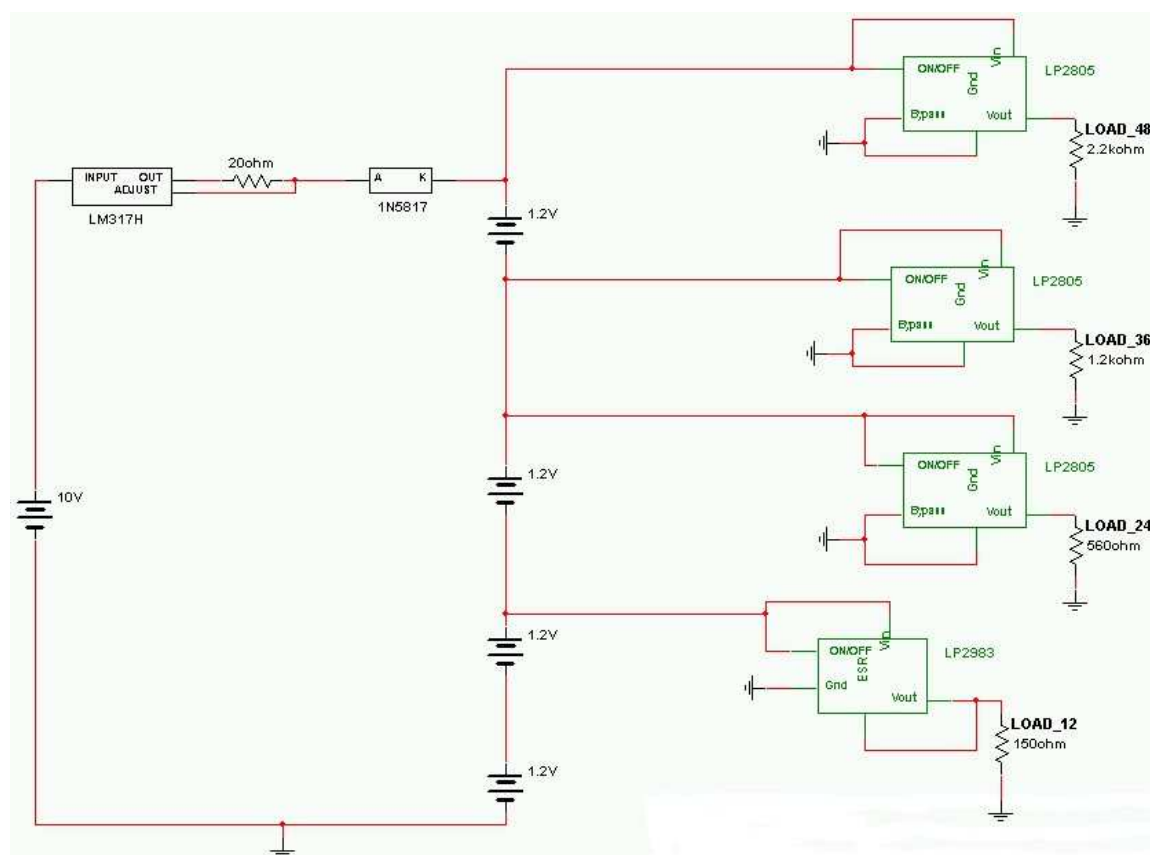 ON/OFF
Gnd
Vin
Bypass
Vout
LP2805
LOAD_48
2.2kohm
INPUT OUT
ADJUST
LM317H
20ohm
A K
1N5817
1.2V
ON/OFF
Gnd
Vin
Bypass
Vout
LP2805
LOAD_36
1.2kohm
10V
1.2V
ON/OFF
Gnd
Vin
Bypass
Vout
LP2805
LOAD_24
560ohm
1.2V
ON/OFF
ESR
Vin
Gnd
Vout
LP2983
LOAD_12
150ohm
1.2V